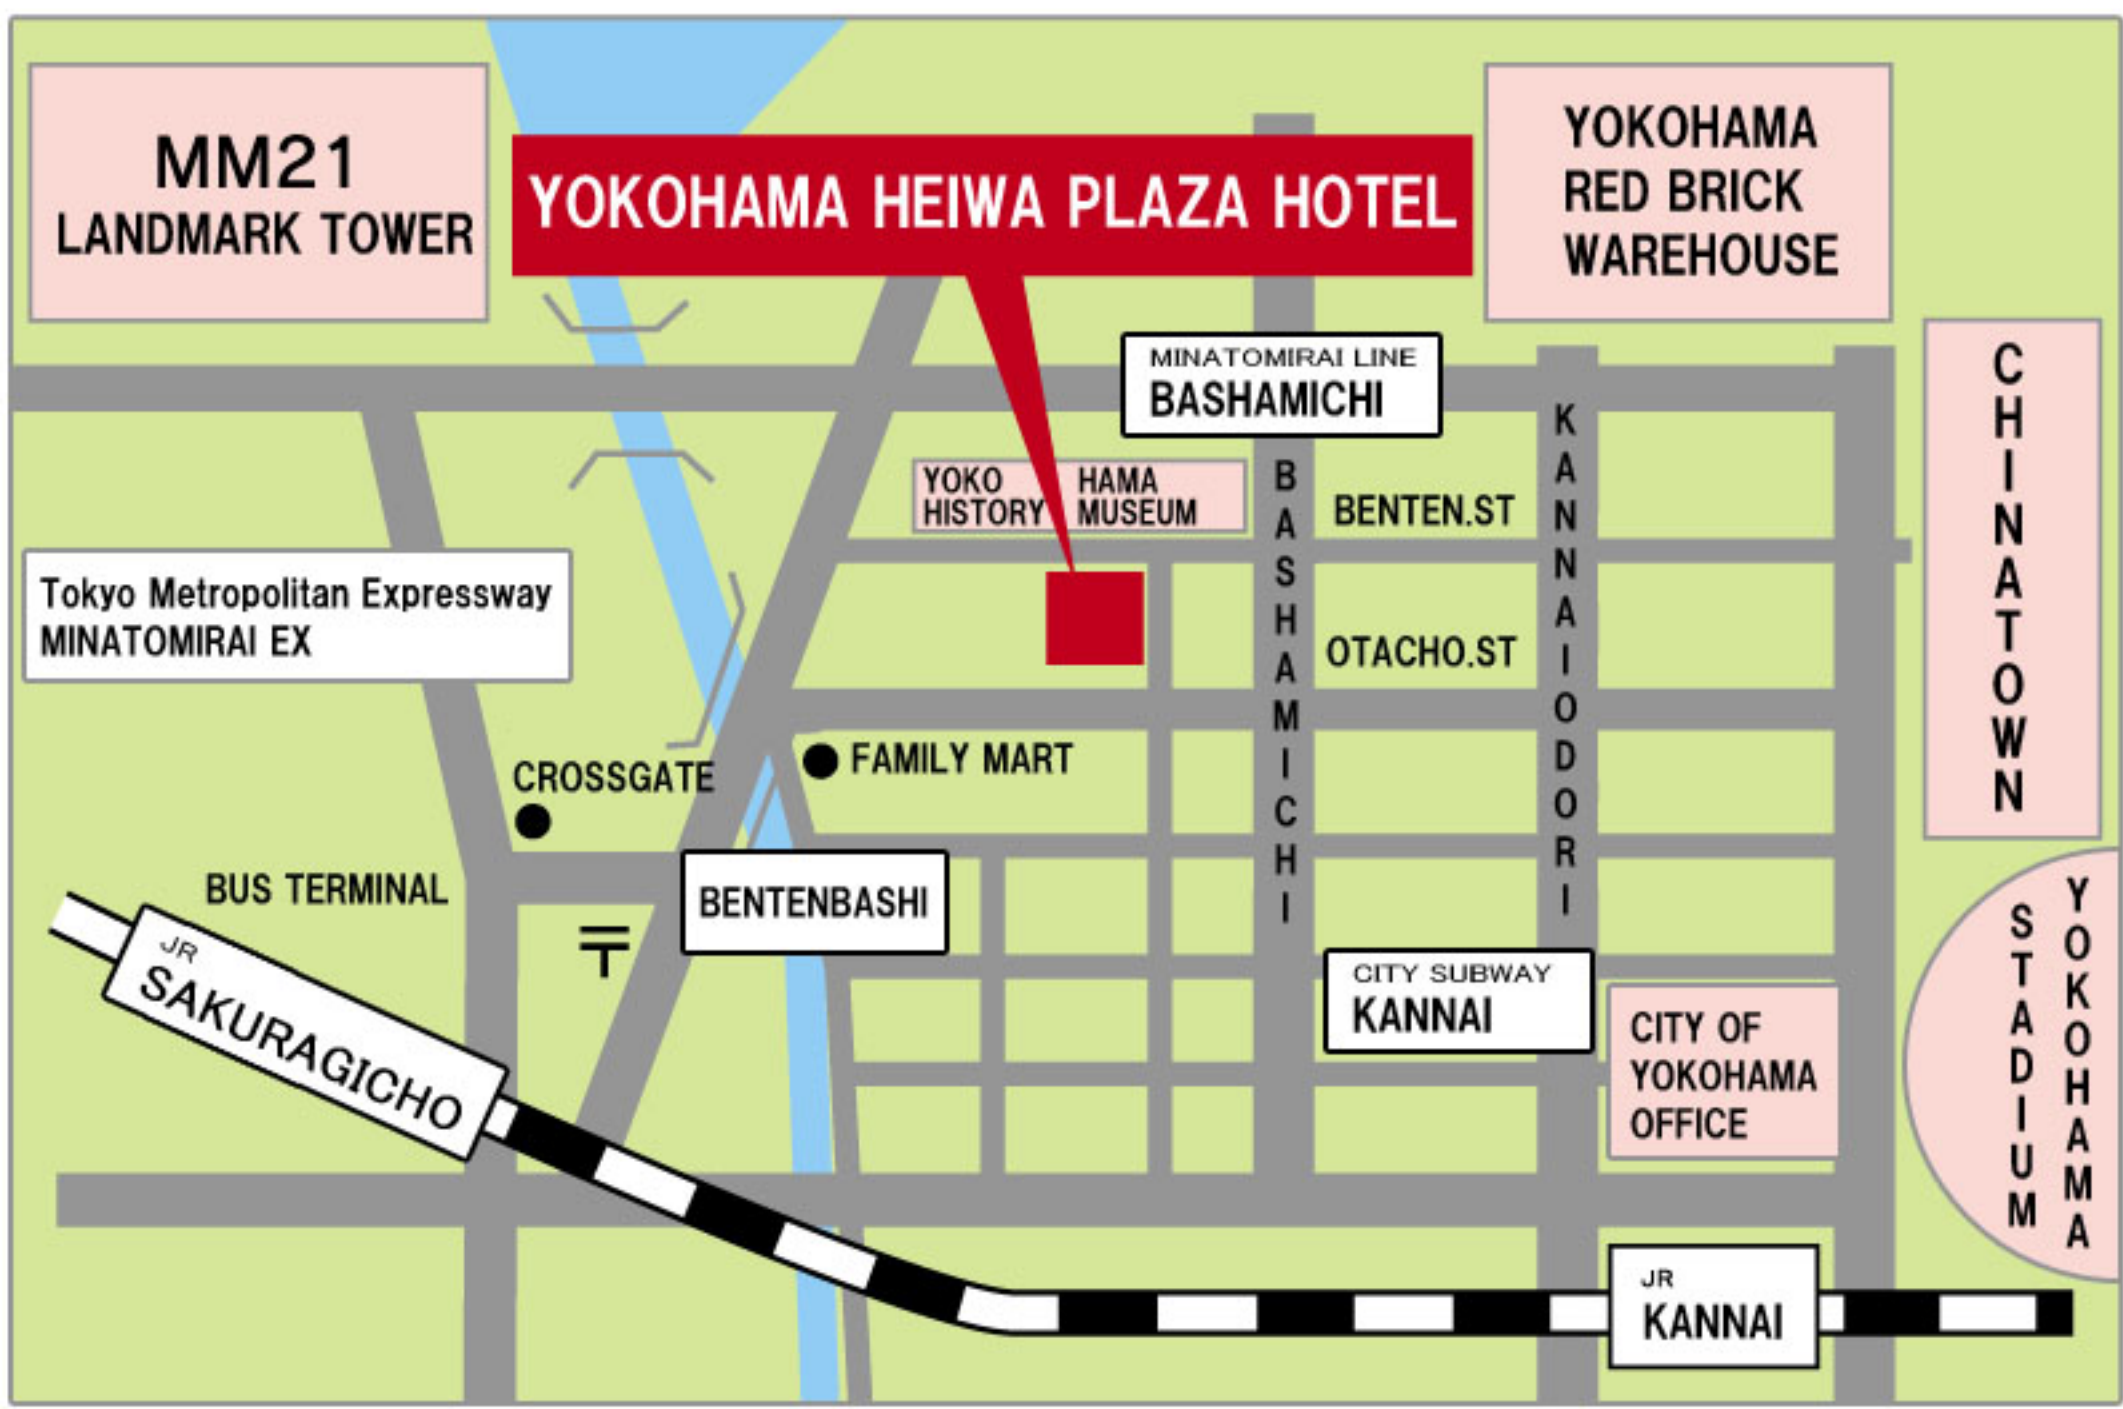 MM21
LANDMARK TOWER
YOKOHAMA HEIWA PLAZA HOTEL
YOKOHAMA
RED BRICK
WAREHOUSE
MINATOMIRAI LINE
BASHAMICHI
CHINATOWN
YOKO HAMA
HISTORY MUSEUM
BASHAMICHI
BENTEN.ST
KANNAIODORI
Tokyo Metropolitan Expressway
MINATOMIRAI EX
OTACHO.ST
CROSSGATE
FAMILY MART
BUS TERMINAL
BENTENBASHI
〒
JR
SAKURAGICHO
CITY SUBWAY
KANNAI
CITY OF
YOKOHAMA
OFFICE
YOKOHAMA
STADIUM
JR
KANNAI